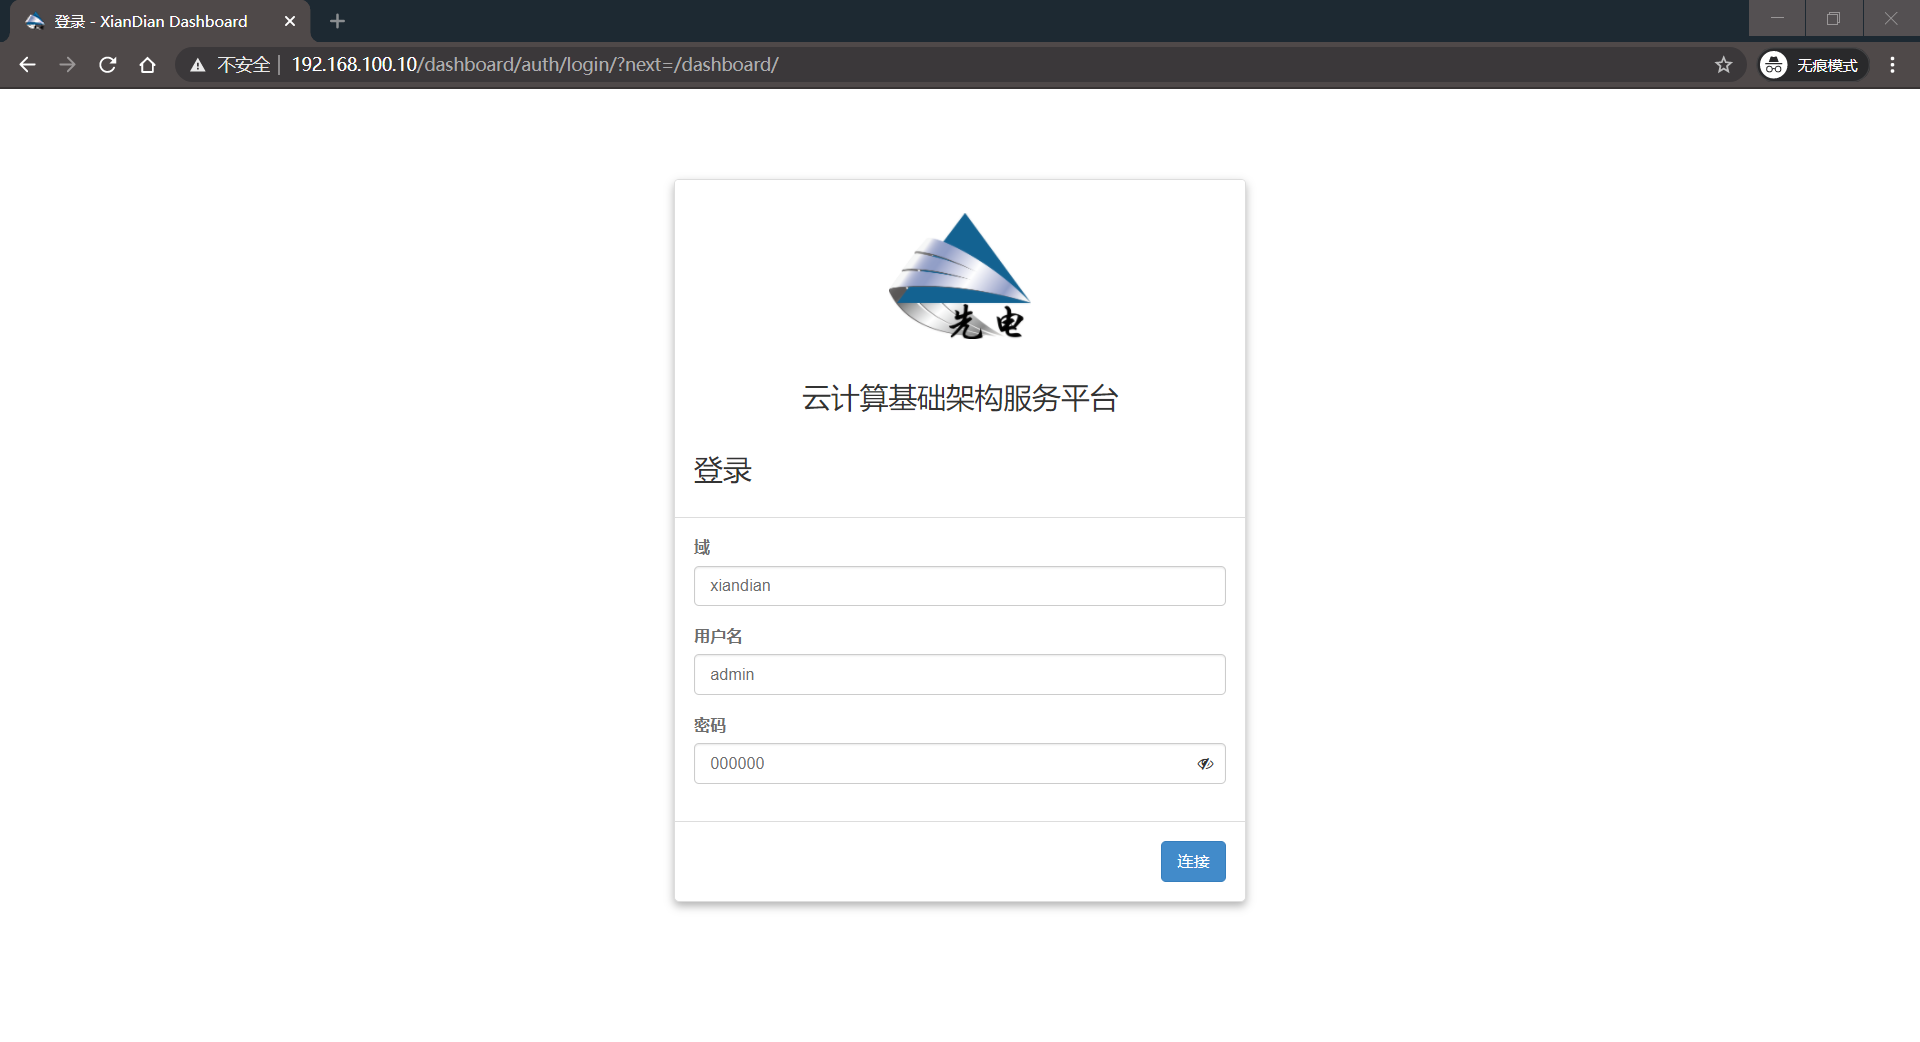 登录 - XianDian Dashboard
不安全 | 192.168.100.10/dashboard/auth/login/?next=/dashboard/
无痕模式
先电
云计算基础架构服务平台
登录
域
xiandian
用户名
admin
密码
000000
连接